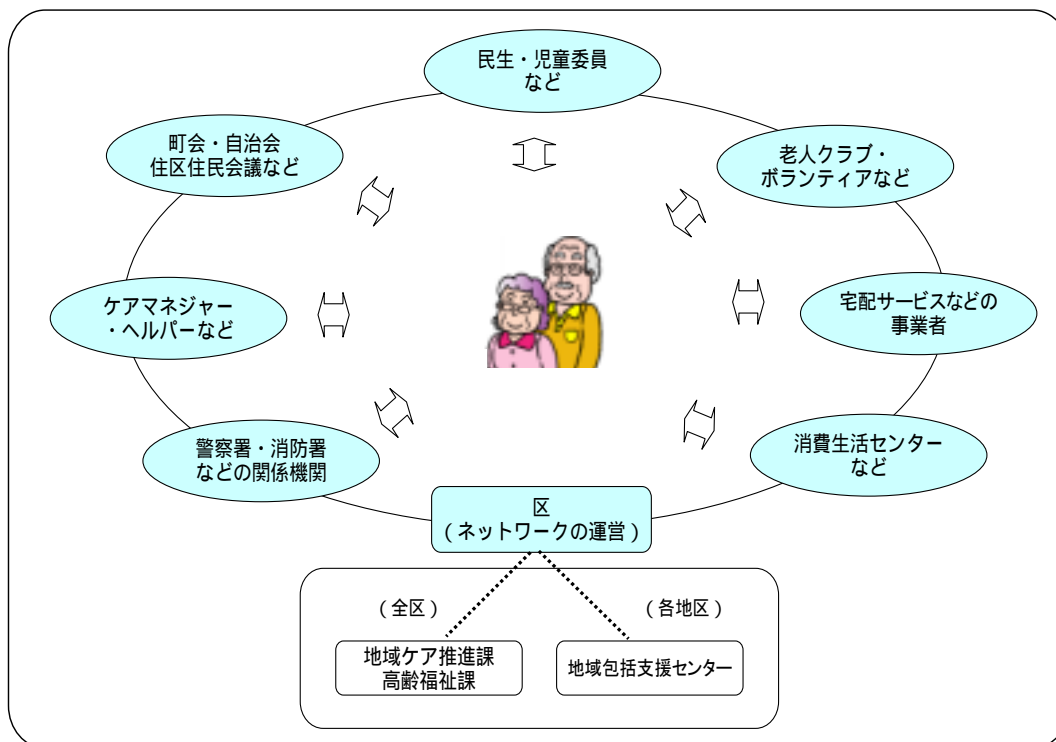 民生・児童委員
など
町会・自治会
住区住民会議など
老人クラブ・
ボランティアなど
ケアマネジャー
・ヘルパーなど
宅配サービスなどの
事業者
警察署・消防署
などの関係機関
消費生活センター
など
区
（ネットワークの運営）
（全区）
（各地区）
地域ケア推進課
高齢福祉課
地域包括支援センター